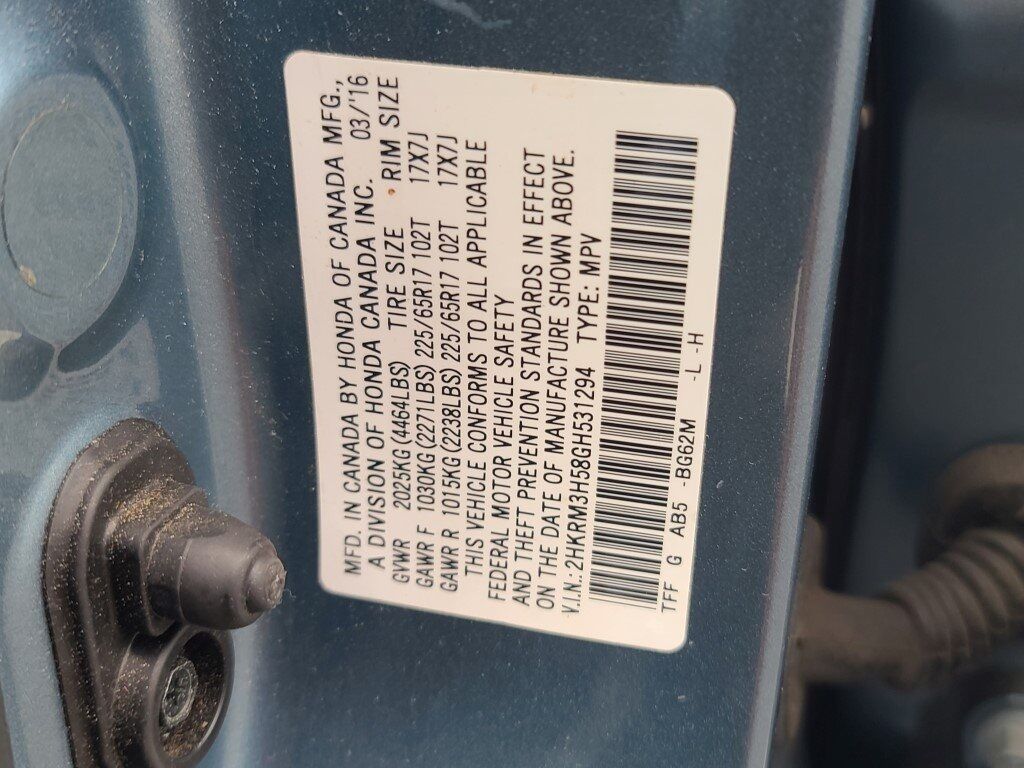 MFD. IN CANADA BY HONDA OF CANADA MFG.,
A DIVISION OF HONDA CANADA INC. 03/'16
GVWR 2025KG (4464LBS) TIRE SIZE RIM SIZE
GAWR F 1030KG (2271LBS) 225/65R17 102T 17X7J
GAWR R 1015KG (2238LBS) 225/65R17 102T 17X7J
THIS VEHICLE CONFORMS TO ALL APPLICABLE
FEDERAL MOTOR VEHICLE SAFETY
AND THEFT PREVENTION STANDARDS IN EFFECT
ON THE DATE OF MANUFACTURE SHOWN ABOVE.
V.I.N.: 2HKRM3H58GH531294 TYPE: MPV
TFF G AB5 -BG62M -L -H